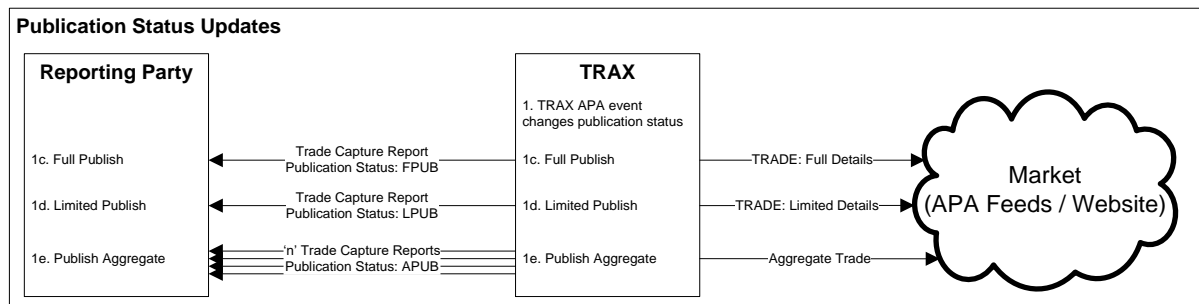 Publication Status Updates
Reporting Party
TRAX
1. TRAX APA event
changes publication status
1c. Full Publish
Trade Capture Report
Publication Status: FPUB
1c. Full Publish
TRADE: Full Details
1d. Limited Publish
Trade Capture Report
Publication Status: LPUB
1d. Limited Publish
TRADE: Limited Details
Market
(APA Feeds / Website)
1e. Publish Aggregate
‘n’ Trade Capture Reports
Publication Status: APUB
1e. Publish Aggregate
Aggregate Trade